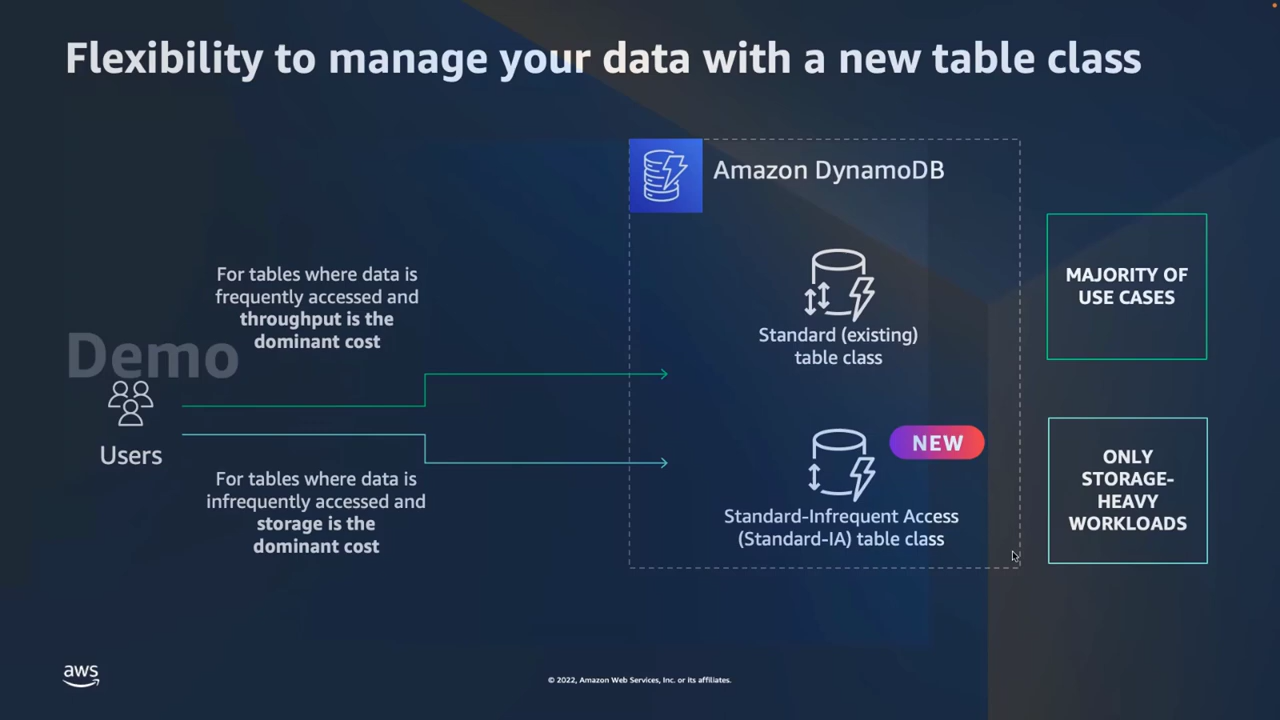 Flexibility to manage your data with a new table class
Amazon DynamoDB
For tables where data is
frequently accessed and
throughput is the
dominant cost
Standard (existing)
table class
MAJORITY OF
USE CASES
Demo
Users
For tables where data is
infrequently accessed and
storage is the
dominant cost
NEW
Standard-Infrequent Access
(Standard-IA) table class
ONLY
STORAGE-
HEAVY
WORKLOADS
aws
© 2022, Amazon Web Services, Inc. or its affiliates.